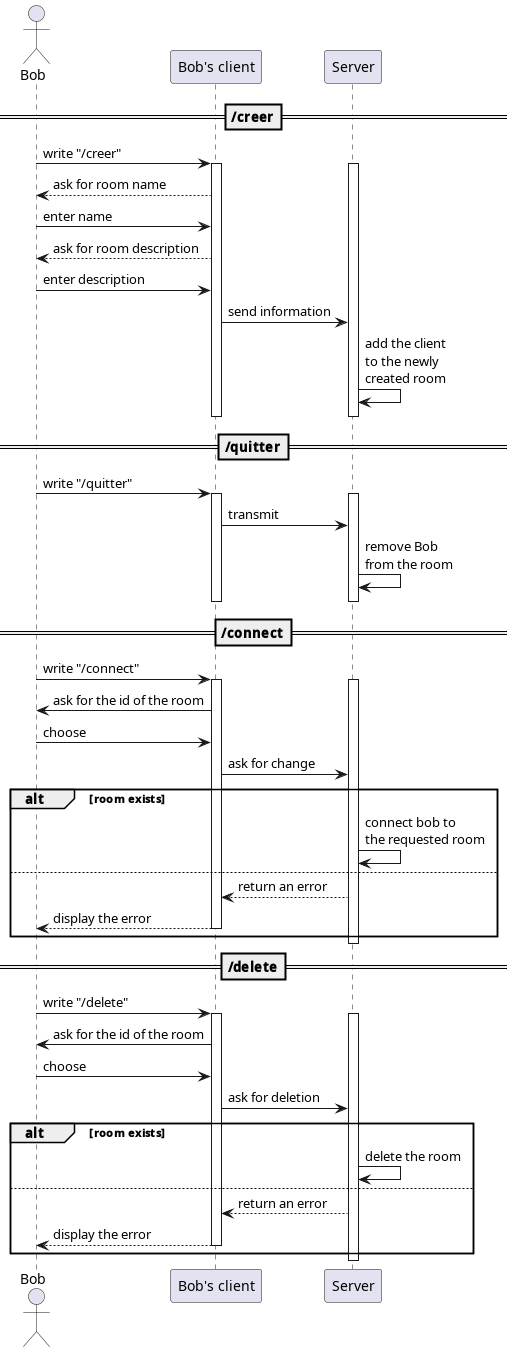 Bob
Bob's client
Server
/creer
write "/creer"
ask for room name
enter name
ask for room description
enter description
send information
add the client
to the newly
created room
/quitter
write "/quitter"
transmit
remove Bob
from the room
/connect
write "/connect"
ask for the id of the room
choose
ask for change
alt [room exists]
connect bob to
the requested room
return an error
display the error
/delete
write "/delete"
ask for the id of the room
choose
ask for deletion
alt [room exists]
delete the room
return an error
display the error
Bob
Bob's client
Server